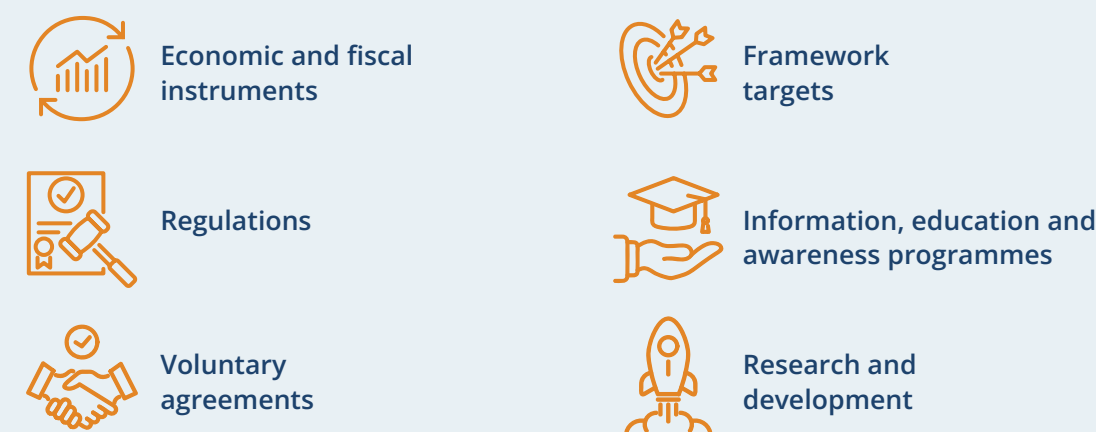 Economic and fiscal
instruments
Framework
targets
Regulations
Information, education and
awareness programmes
Voluntary
agreements
Research and
development